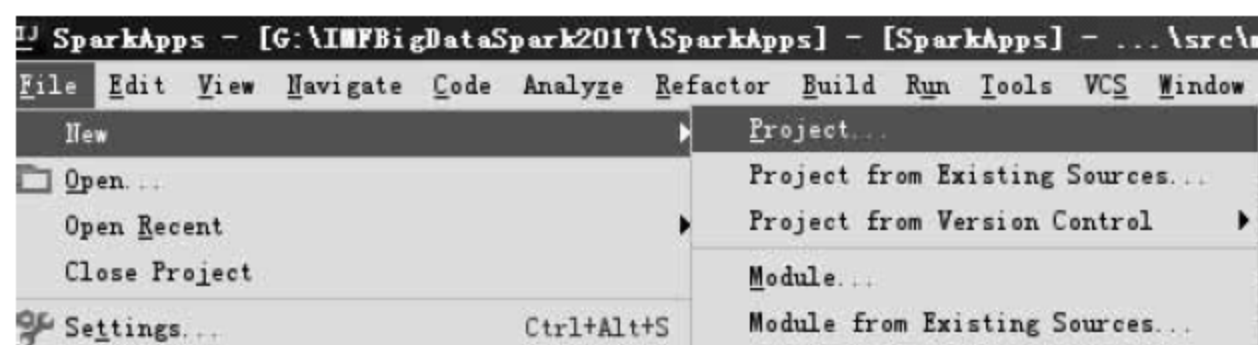 SparkApps - [G:\IMFBigDataSpark2017\SparkApps] - [SparkApps] - ...\src\
File Edit View Navigate Code Analyze Refactor Build Run Tools VCS Window
New
Project...
Open...
Project from Existing Sources...
Open Recent
Project from Version Control
Close Project
Module...
Settings... Ctrl+Alt+S
Module from Existing Sources...